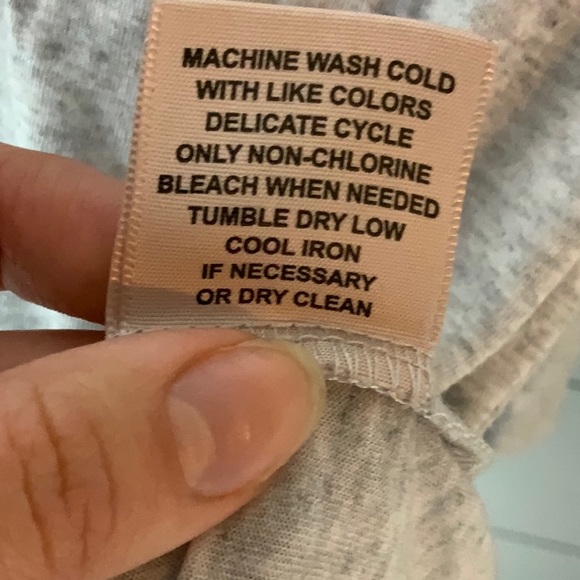 MACHINE WASH COLD
WITH LIKE COLORS
DELICATE CYCLE
ONLY NON-CHLORINE
BLEACH WHEN NEEDED
TUMBLE DRY LOW
COOL IRON
IF NECESSARY
OR DRY CLEAN